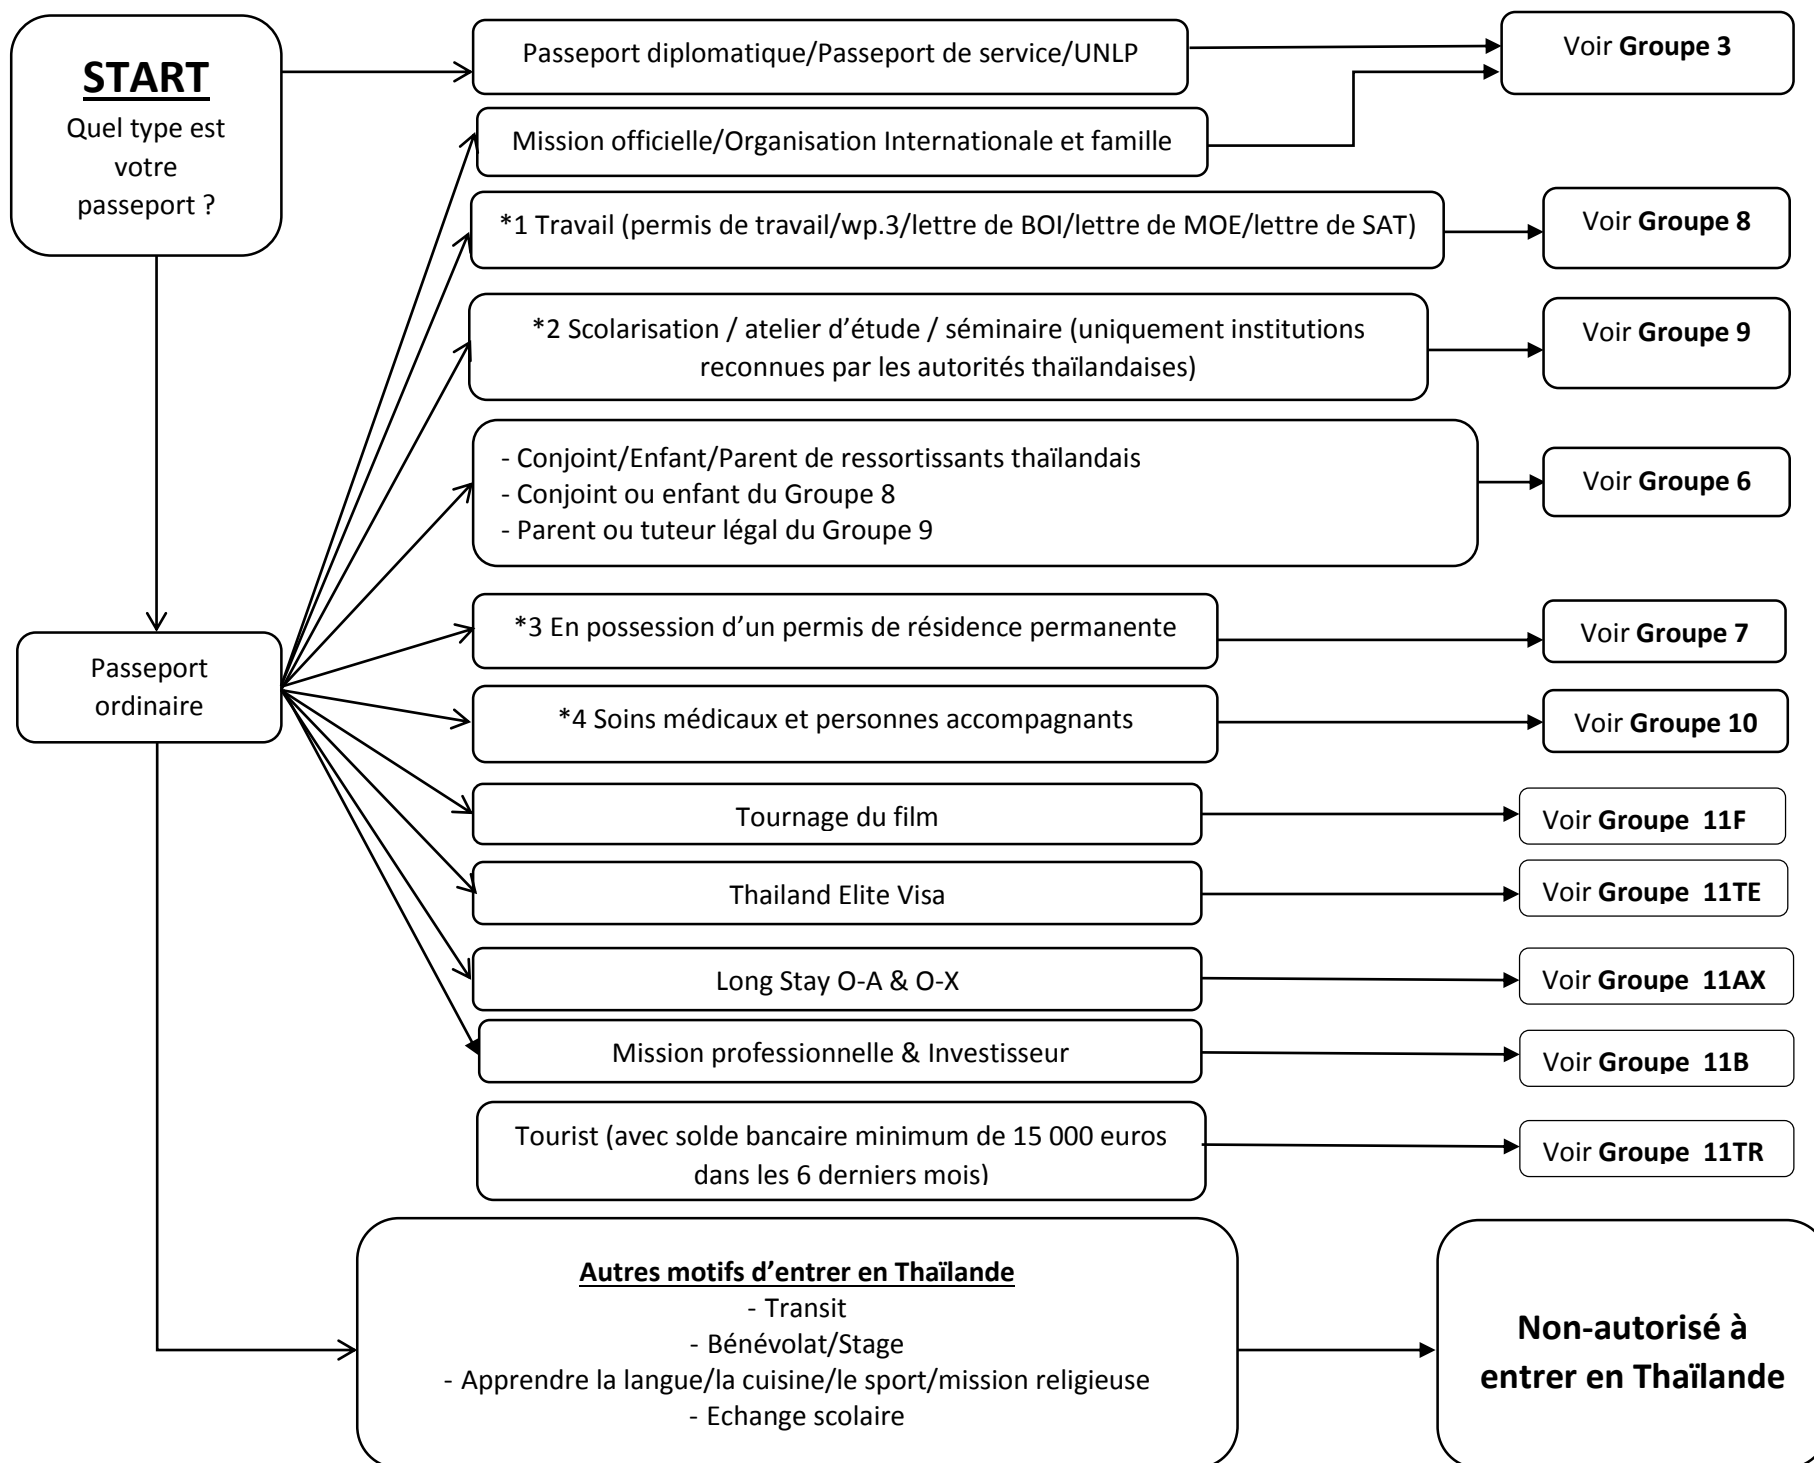 START
Quel type est
votre
passeport ?
Passeport diplomatique/Passeport de service/UNLP
Voir Groupe 3
Mission officielle/Organisation Internationale et famille
*1 Travail (permis de travail/wp.3/lettre de BOI/lettre de MOE/lettre de SAT)
Voir Groupe 8
*2 Scolarisation / atelier d’étude / séminaire (uniquement institutions
reconnues par les autorités thaïlandaises)
Voir Groupe 9
- Conjoint/Enfant/Parent de ressortissants thaïlandais
- Conjoint ou enfant du Groupe 8
- Parent ou tuteur légal du Groupe 9
Voir Groupe 6
Passeport
ordinaire
*3 En possession d’un permis de résidence permanente
Voir Groupe 7
*4 Soins médicaux et personnes accompagnants
Voir Groupe 10
Tournage du film
Voir Groupe 11F
Thailand Elite Visa
Voir Groupe 11TE
Long Stay O-A & O-X
Voir Groupe 11AX
Mission professionnelle & Investisseur
Voir Groupe 11B
Tourist (avec solde bancaire minimum de 15 000 euros
dans les 6 derniers mois)
Voir Groupe 11TR
Autres motifs d’entrer en Thaïlande
- Transit
- Bénévolat/Stage
- Apprendre la langue/la cuisine/le sport/mission religieuse
- Echange scolaire
Non-autorisé à
entrer en Thaïlande